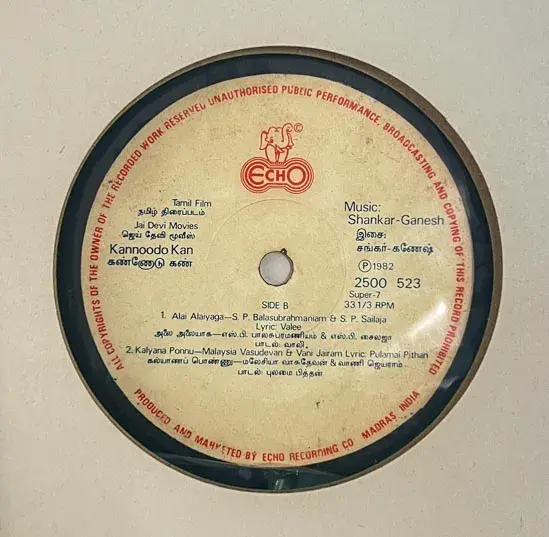 ALL COPYRIGHTS OF THE OWNER OF THE RECORDED WORK RESERVED UNAUTHORISED PUBLIC PERFORMANCE, BROADCASTING AND COPYING OF THIS RECORD PROHIBITED
©
ECHO
Tamil Film
தமிழ் திரைப்படம்
Jai Devi Movies
ஜெய் தேவி மூவீஸ்
Kannoodo Kan
கண்ணோடு கண்
Music:
Shankar-Ganesh
இசை:
சங்கர்-கணேஷ்
Ⓟ1982
2500 523
Super-7
33 1/3 RPM
SIDE B
1. Alai Alaiyaga—S. P. Balasubrahmaniam & S. P. Sailaja
Lyric: Valee
அலை அலையாக—எஸ்.பி. பாலசுப்ரமணியம் & எஸ்.பி. சைலஜா
பாடல்: வாலி
2. Kalyana Ponnu—Malaysia Vasudevan & Vani Jairam Lyric: Pulamai Pithan
கல்யாணப் பொண்ணு—மலேசியா வாசுதேவன் & வாணி ஜெயராம்
பாடல்: புலமை பித்தன்
PRODUCED AND MARKETED BY ECHO RECORDING CO. MADRAS, INDIA